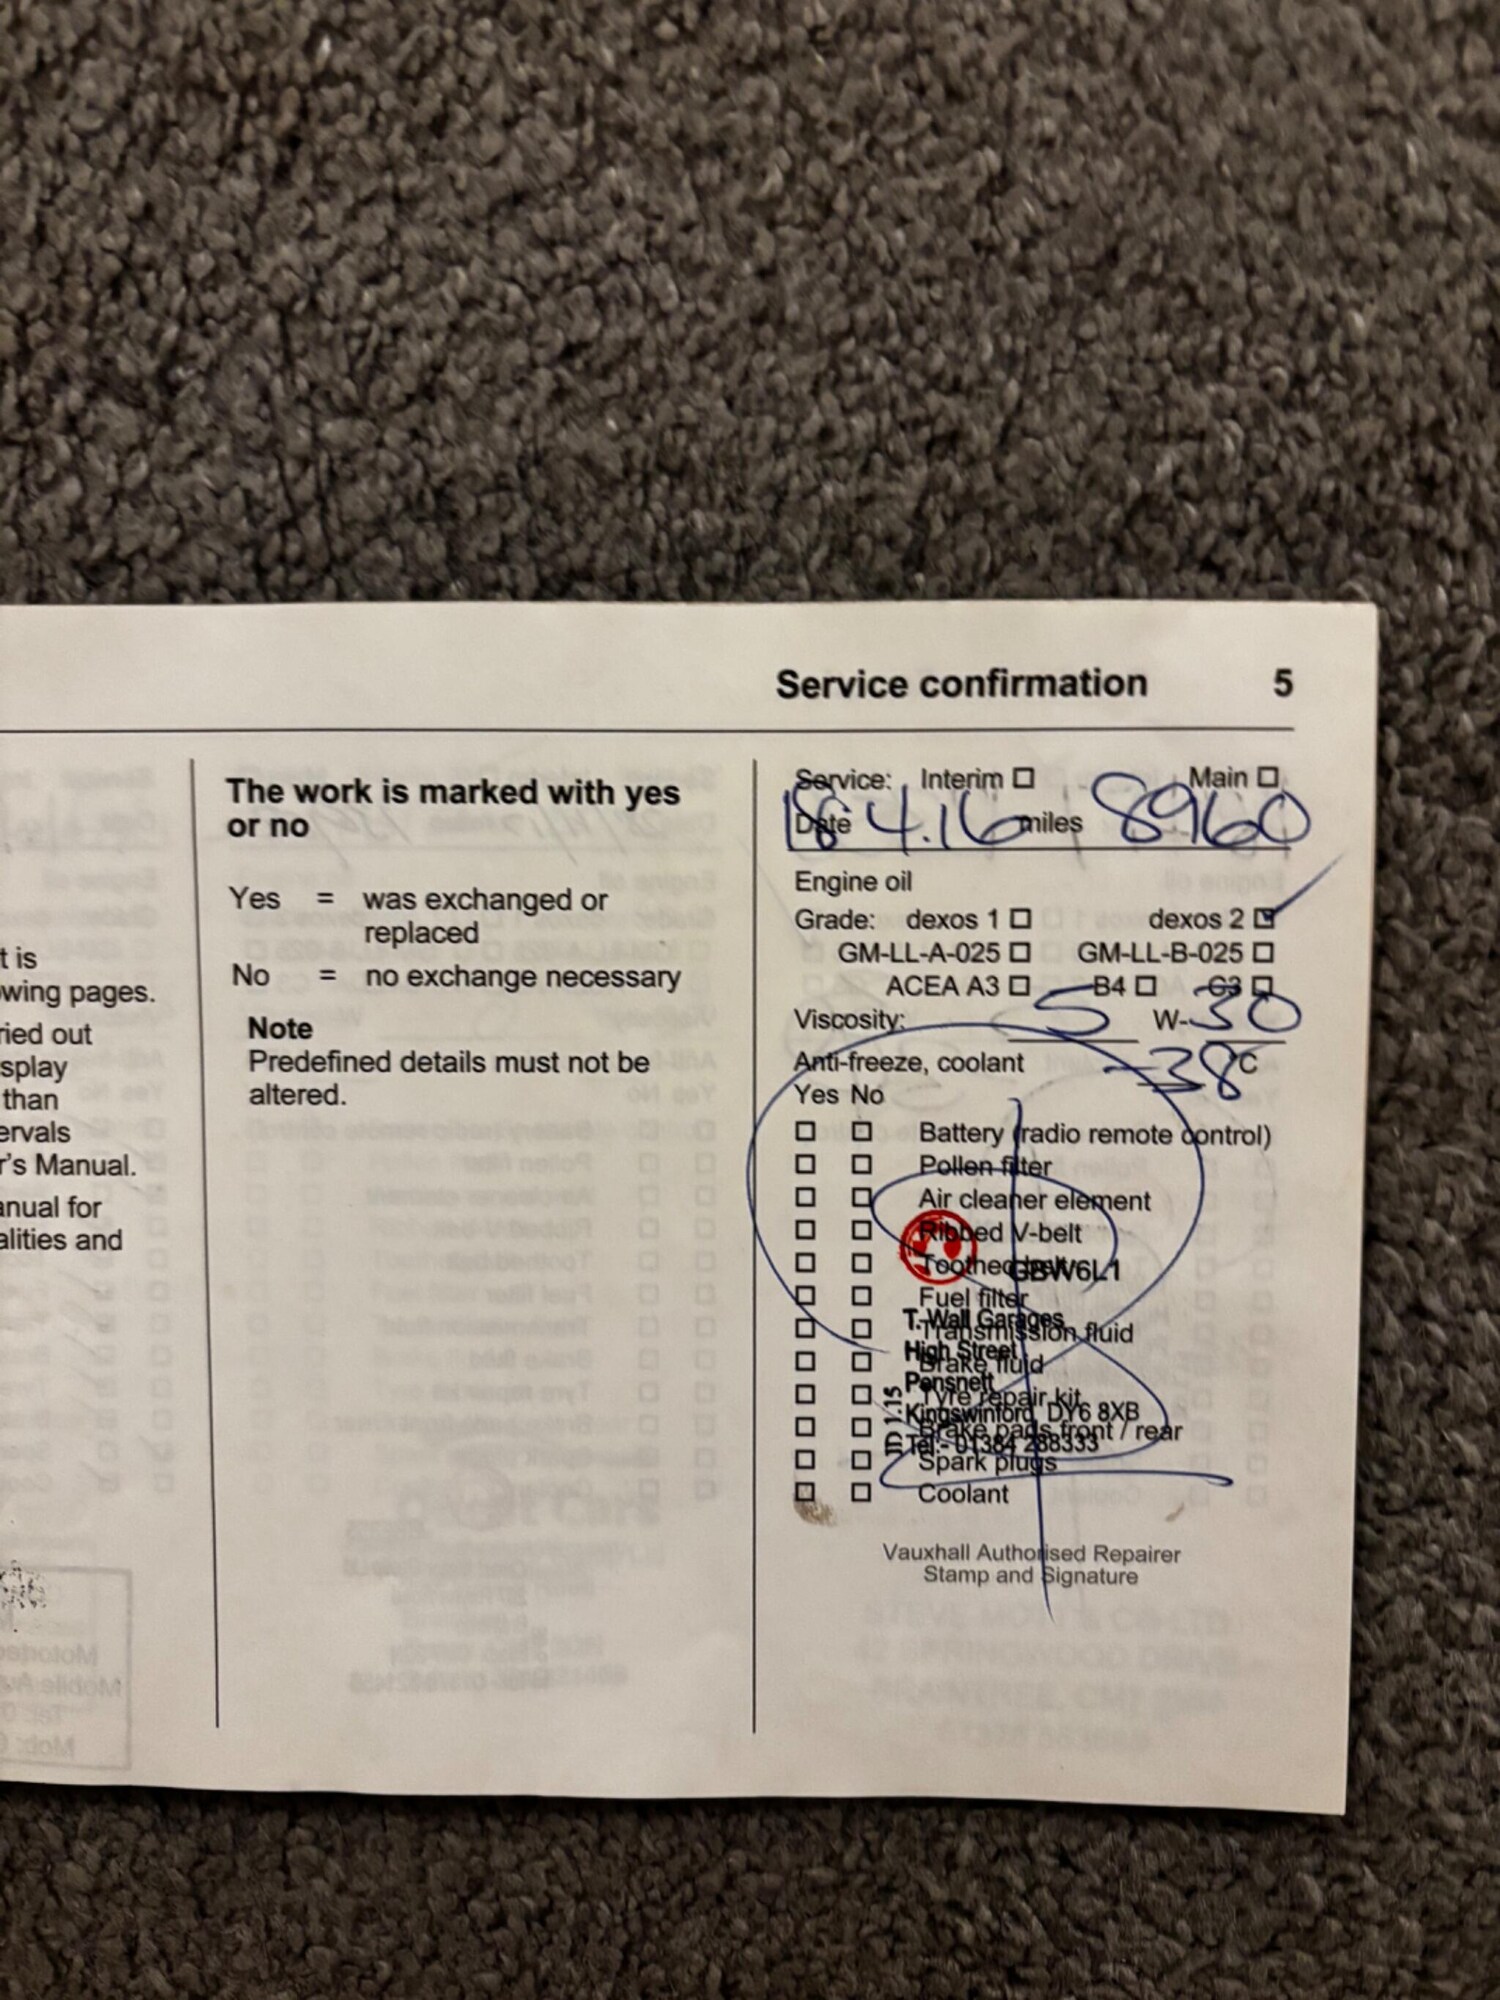 Service confirmation 5
t is
owing pages.
ried out
splay
than
ervals
r's Manual.
anual for
alities and
The work is marked with yes
or no
Yes = was exchanged or
replaced
No = no exchange necessary
Note
Predefined details must not be
altered.
Service: Interim ☐ Main ☐
Date 18.4.16 miles 8960
Engine oil
Grade: dexos 1 ☐ dexos 2 ☑
GM-LL-A-025 ☐ GM-LL-B-025 ☐
ACEA A3 ☐ B4 ☐ C3 ☐
Viscosity: 5 W-30
Anti-freeze, coolant -38°C
Yes No
☐ ☐ Battery (radio remote control)
☐ ☐ Pollen filter
☐ ☐ Air cleaner element
☐ ☐ Ribbed V-belt
☐ ☐ Toothed belt
GBW6L1
☐ ☐ Fuel filter
T. Wall Garages
☐ ☐ Transmission fluid
High Street
☐ ☐ Brake fluid
Pensnett
☐ ☐ Tyre repair kit
Kingswinford, DY6 8XB
☐ ☐ Brake pads front / rear
Tel:- 01384 288333
JD 1.15
☐ ☐ Spark plugs
☐ ☐ Coolant
Vauxhall Authorised Repairer
Stamp and Signature